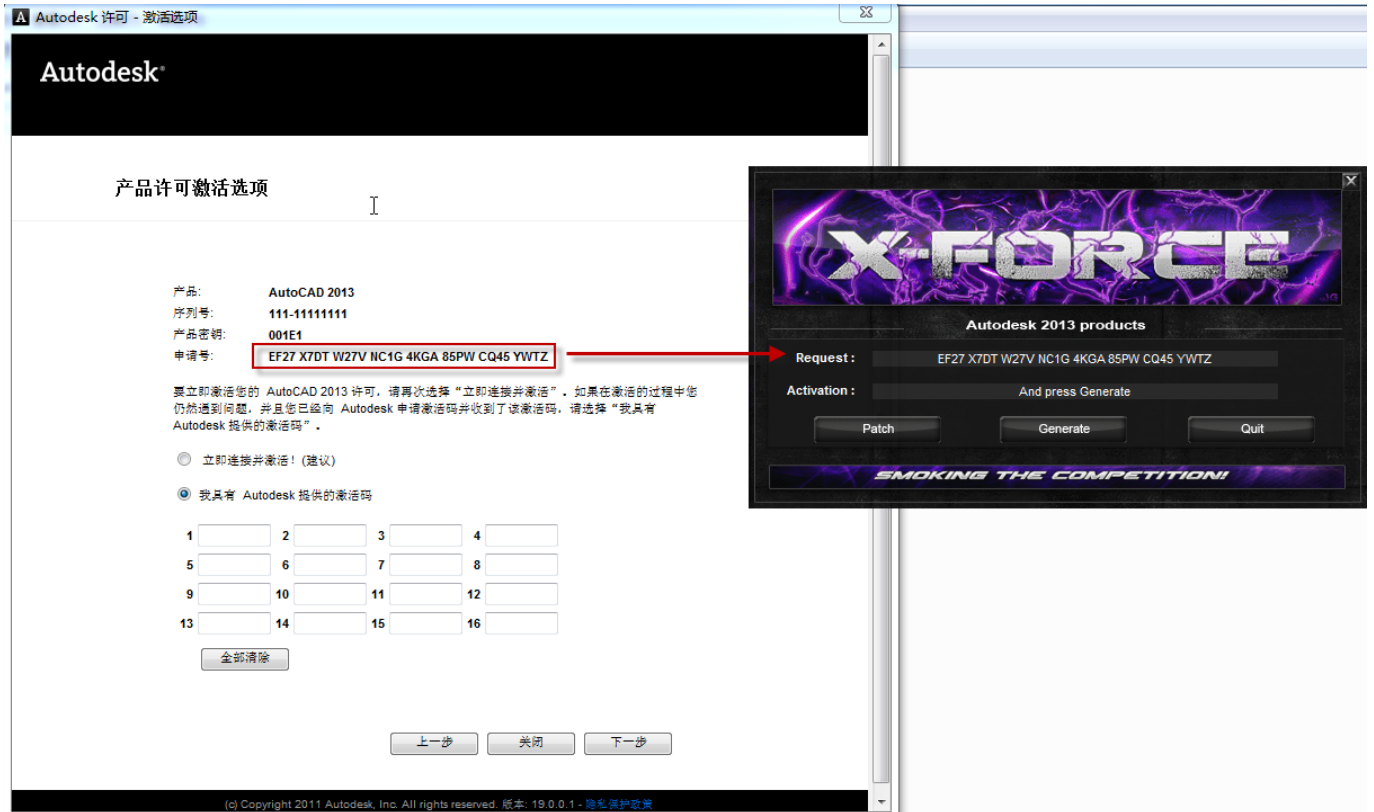 Autodesk 许可 - 激活选项
Autodesk
产品许可激活选项
产品: AutoCAD 2013
序列号: 111-11111111
产品密钥: 001E1
申请号: EF27 X7DT W27V NC1G 4KGA 85PW CQ45 YWTZ
要立即激活您的 AutoCAD 2013 许可，请再次选择“立即连接并激活”。如果在激活的过程中您
仍然遇到问题，并且您已经向 Autodesk 申请激活码并收到了该激活码，请选择“我具有
Autodesk 提供的激活码”。
立即连接并激活! (建议)
我具有 Autodesk 提供的激活码
1 2 3 4
5 6 7 8
9 10 11 12
13 14 15 16
全部清除
上一步 关闭 下一步
(c) Copyright 2011 Autodesk, Inc. All rights reserved. 版本: 19.0.0.1 - 隐私保护政策
X-FORCE
Autodesk 2013 products
Request : EF27 X7DT W27V NC1G 4KGA 85PW CQ45 YWTZ
Activation : And press Generate
Patch Generate Quit
SMOKING THE COMPETITION!